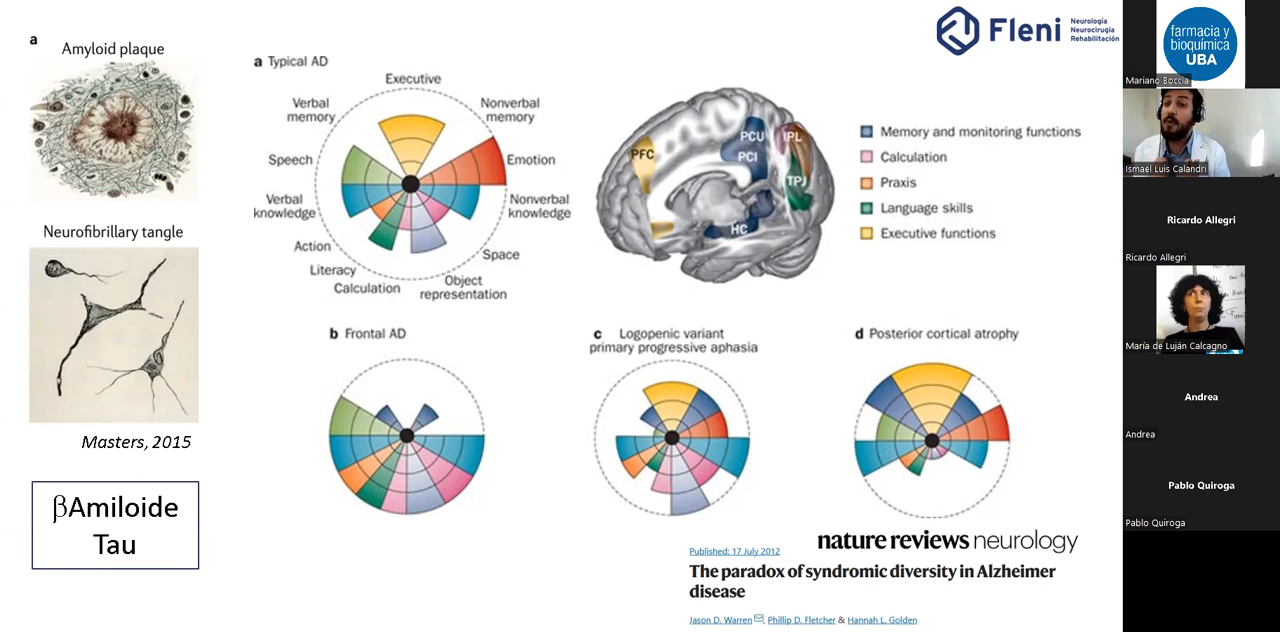 a
Amyloid plaque
Neurofibrillary tangle
Masters, 2015
βAmiloide
Tau
Fleni
Neurología
Neurocirugía
Rehabilitación
a Typical AD
Executive
Verbal
memory
Nonverbal
memory
Speech
Emotion
Verbal
knowledge
Nonverbal
knowledge
Action
Space
Literacy
Calculation
Object
representation
PFC
PCU
PCI
IPL
TPJ
HC
Memory and monitoring functions
Calculation
Praxis
Language skills
Executive functions
b Frontal AD
c Logopenic variant
primary progressive aphasia
d Posterior cortical atrophy
nature reviews neurology
Published: 17 July 2012
The paradox of syndromic diversity in Alzheimer
disease
Jason D. Warren, Phillip D. Fletcher & Hannah L. Golden
farmacia y
bioquímica
UBA
Mariano Boccia
Ismael Luis Calandri
Ricardo Allegri
Ricardo Allegri
María de Luján Calcagno
Andrea
Andrea
Pablo Quiroga
Pablo Quiroga